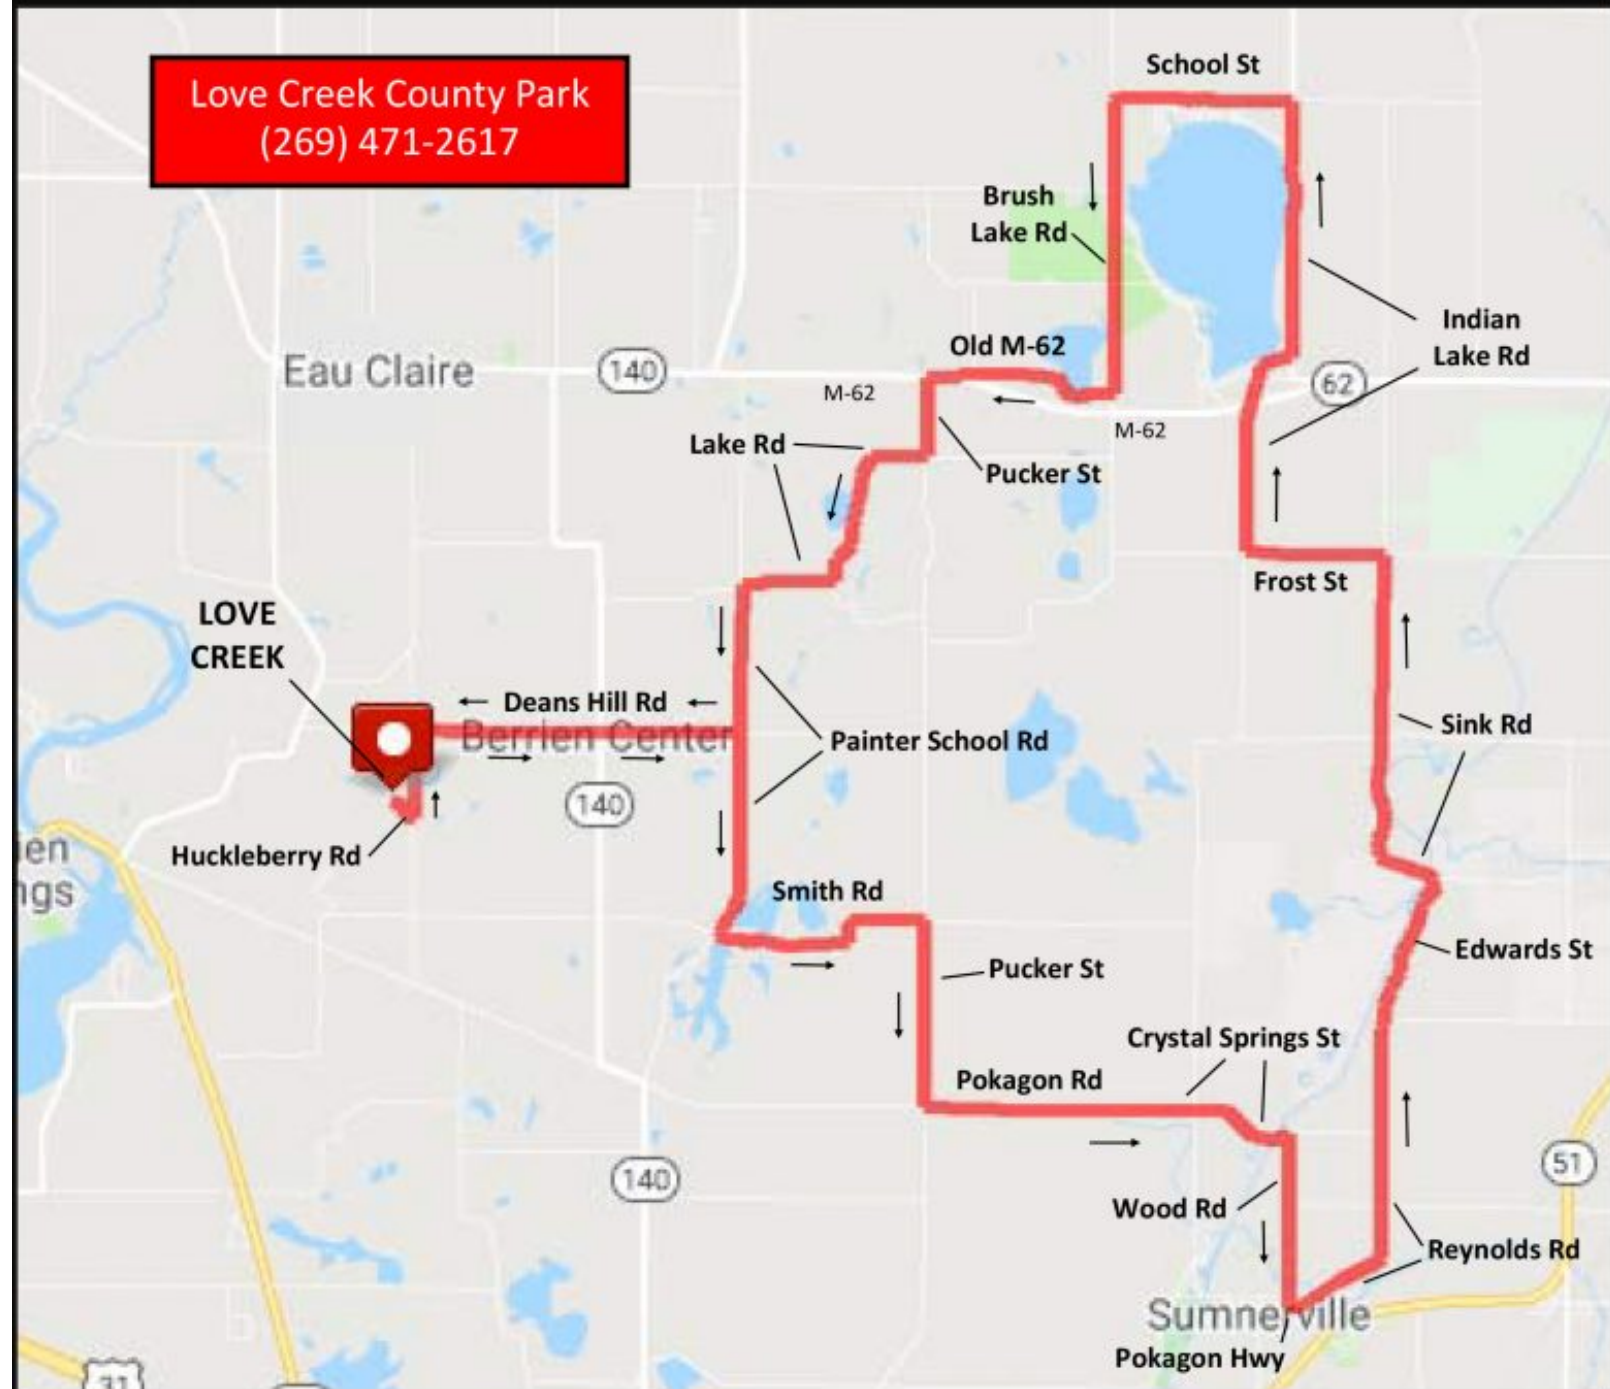 School St
Love Creek County Park
(269) 471-2617
Brush
Lake Rd
Indian
Lake Rd
Old M-62
Eau Claire
140
M-62
62
M-62
Lake Rd
Pucker St
Frost St
LOVE
CREEK
Deans Hill Rd
Berrien Center
Painter School Rd
Sink Rd
140
Huckleberry Rd
ien
ngs
Smith Rd
Edwards St
Pucker St
Crystal Springs St
Pokagon Rd
51
140
Wood Rd
Reynolds Rd
Sumnerville
Pokagon Hwy
31